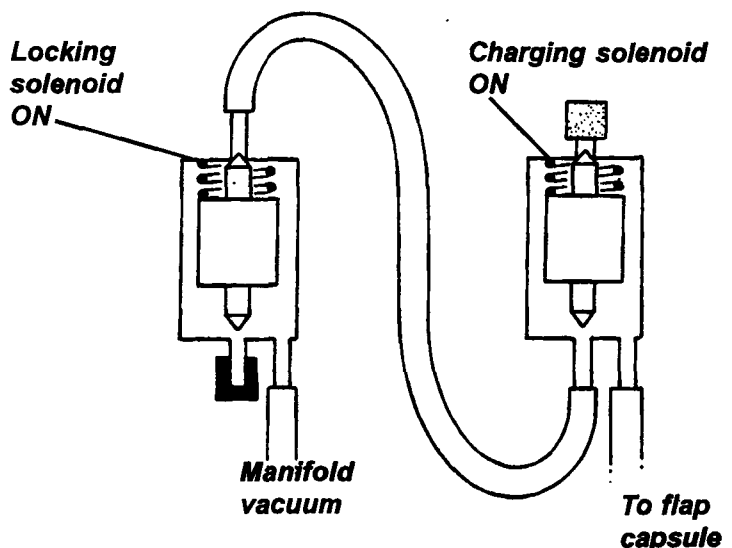 Locking
solenoid
ON
Charging solenoid
ON
Manifold
vacuum
To flap
capsule